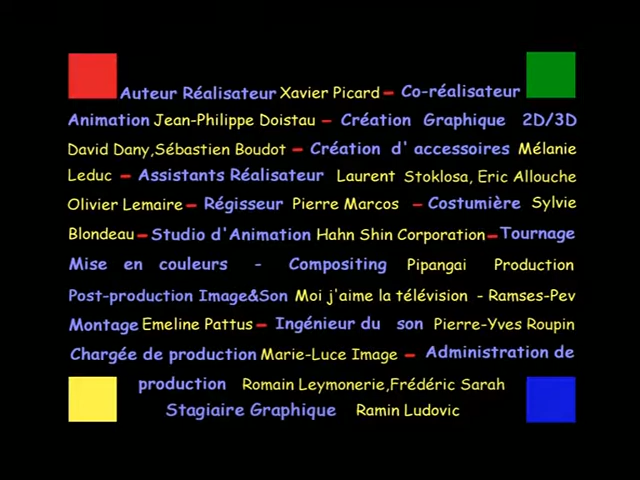 Auteur Réalisateur Xavier Picard - Co-réalisateur
Animation Jean-Philippe Doistau - Création Graphique 2D/3D
David Dany,Sébastien Boudot - Création d' accessoires Mélanie
Leduc - Assistants Réalisateur Laurent Stoklosa, Eric Allouche
Olivier Lemaire - Régisseur Pierre Marcos - Costumière Sylvie
Blondeau - Studio d'Animation Hahn Shin Corporation - Tournage
Mise en couleurs - Compositing Pipangai Production
Post-production Image&Son Moi j'aime la télévision - Ramses-Pev
Montage Emeline Pattus - Ingénieur du son Pierre-Yves Roupin
Chargée de production Marie-Luce Image - Administration de
production Romain Leymonerie,Frédéric Sarah
Stagiaire Graphique Ramin Ludovic